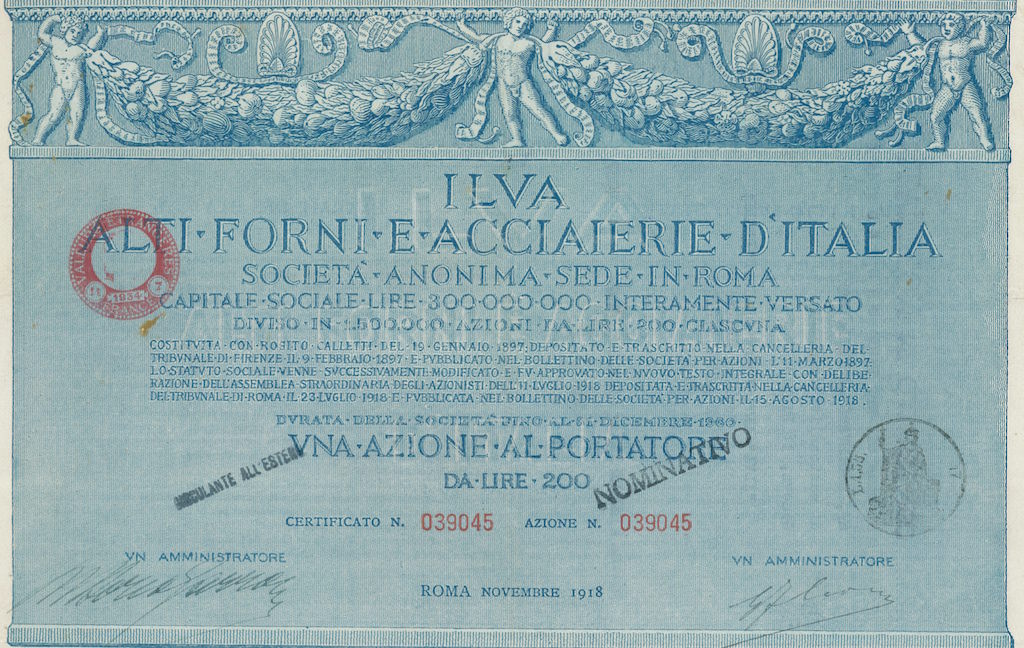 ILVA
ALTI·FORNI·E·ACCIAIERIE·D'ITALIA
SOCIETÀ·ANONIMA·SEDE·IN·ROMA
CAPITALE·SOCIALE·LIRE·300·000·000·INTERAMENTE·VERSATO
DIVISO·IN·1.500.000·AZIONI·DA·LIRE·200·CIASCVNA
COSTITVITA·CON·ROGITO·CALLETTI·DEL·19·GENNAIO·1897; DEPOSITATO·E·TRASCRITTO·NELLA·CANCELLERIA·DEL·
TRIBVNALE·DI·FIRENZE·IL·9·FEBBRAIO·1897·E·PVBBLICATO·NEL·BOLLETTINO·DELLE·SOCIETÀ·PER·AZIONI·L'11·MARZO·1897·
LO·STATVTO·SOCIALE·VENNE·SVCCESSIVAMENTE·MODIFICATO·E·FV·APPROVATO·NEL·NVOVO·TESTO·INTEGRALE·CON·DELIBE-
RAZIONE·DELL'ASSEMBLEA·STRAORDINARIA·DEGLI·AZIONISTI·DELL'11·LVGLIO·1918·DEPOSITATA·E·TRASCRITTA·NELLA·CANCELLERIA·
DEL·TRIBVNALE·DI·ROMA·IL·23·LVGLIO·1918·E·PVBBLICATA·NEL·BOLLETTINO·DELLE·SOCIETÀ·PER·AZIONI·IL·15·AGOSTO·1918.
DVRATA·DELLA·SOCIETÀ·FINO·AL·31·DICEMBRE·1960·
VNA·AZIONE·AL·PORTATORE
NOMINATIVO
ALL'ESTERO
DA·LIRE·200
CERTIFICATO N. 039045 AZIONE N. 039045
VN AMMINISTRATORE VN AMMINISTRATORE
ROMA NOVEMBRE 1918
1934